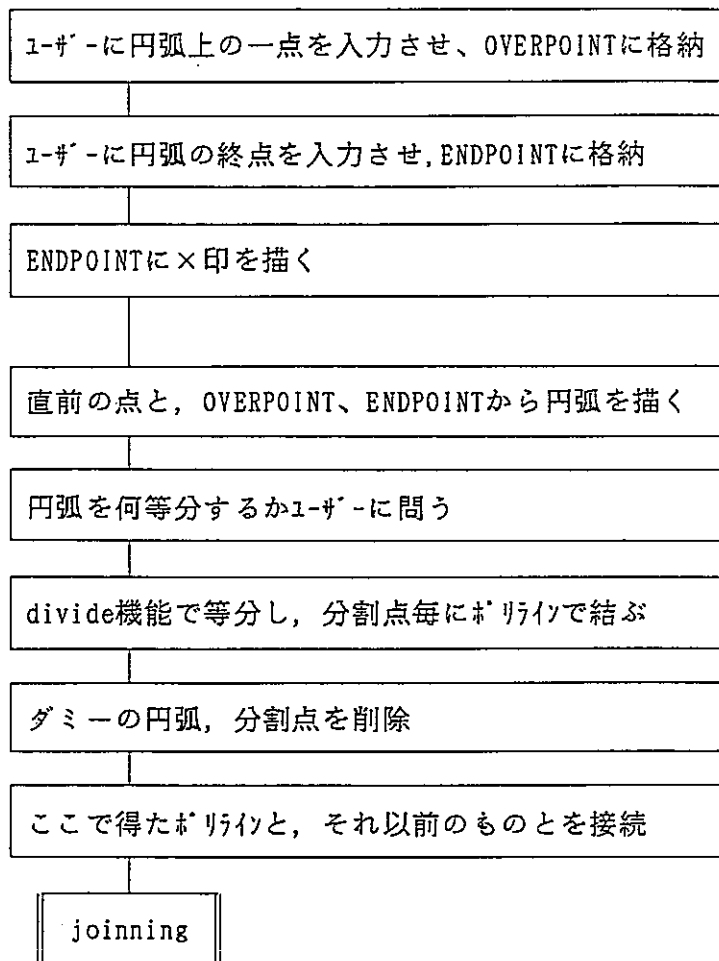 ﾕｰｻﾞｰに円弧上の一点を入力させ、OVERPOINTに格納
ﾕｰｻﾞｰに円弧の終点を入力させ,ENDPOINTに格納
ENDPOINTに×印を描く
直前の点と，OVERPOINT、ENDPOINTから円弧を描く
円弧を何等分するかﾕｰｻﾞｰに問う
divide機能で等分し，分割点毎にﾎﾟﾘﾗｲﾝで結ぶ
ダミーの円弧，分割点を削除
ここで得たﾎﾟﾘﾗｲﾝと，それ以前のものとを接続
joinning